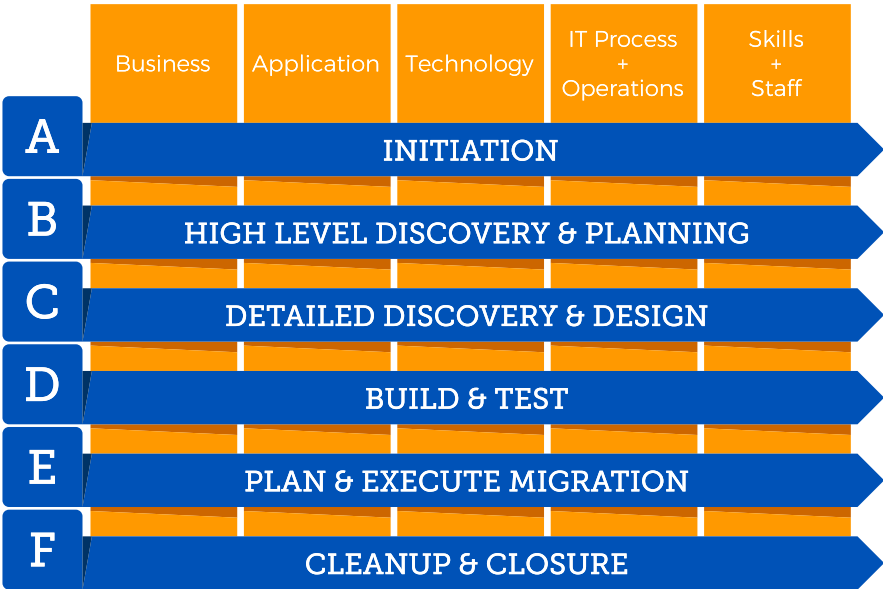 Business
Application
Technology
IT Process
+
Operations
Skills
+
Staff
A
INITIATION
B
HIGH LEVEL DISCOVERY & PLANNING
C
DETAILED DISCOVERY & DESIGN
D
BUILD & TEST
E
PLAN & EXECUTE MIGRATION
F
CLEANUP & CLOSURE